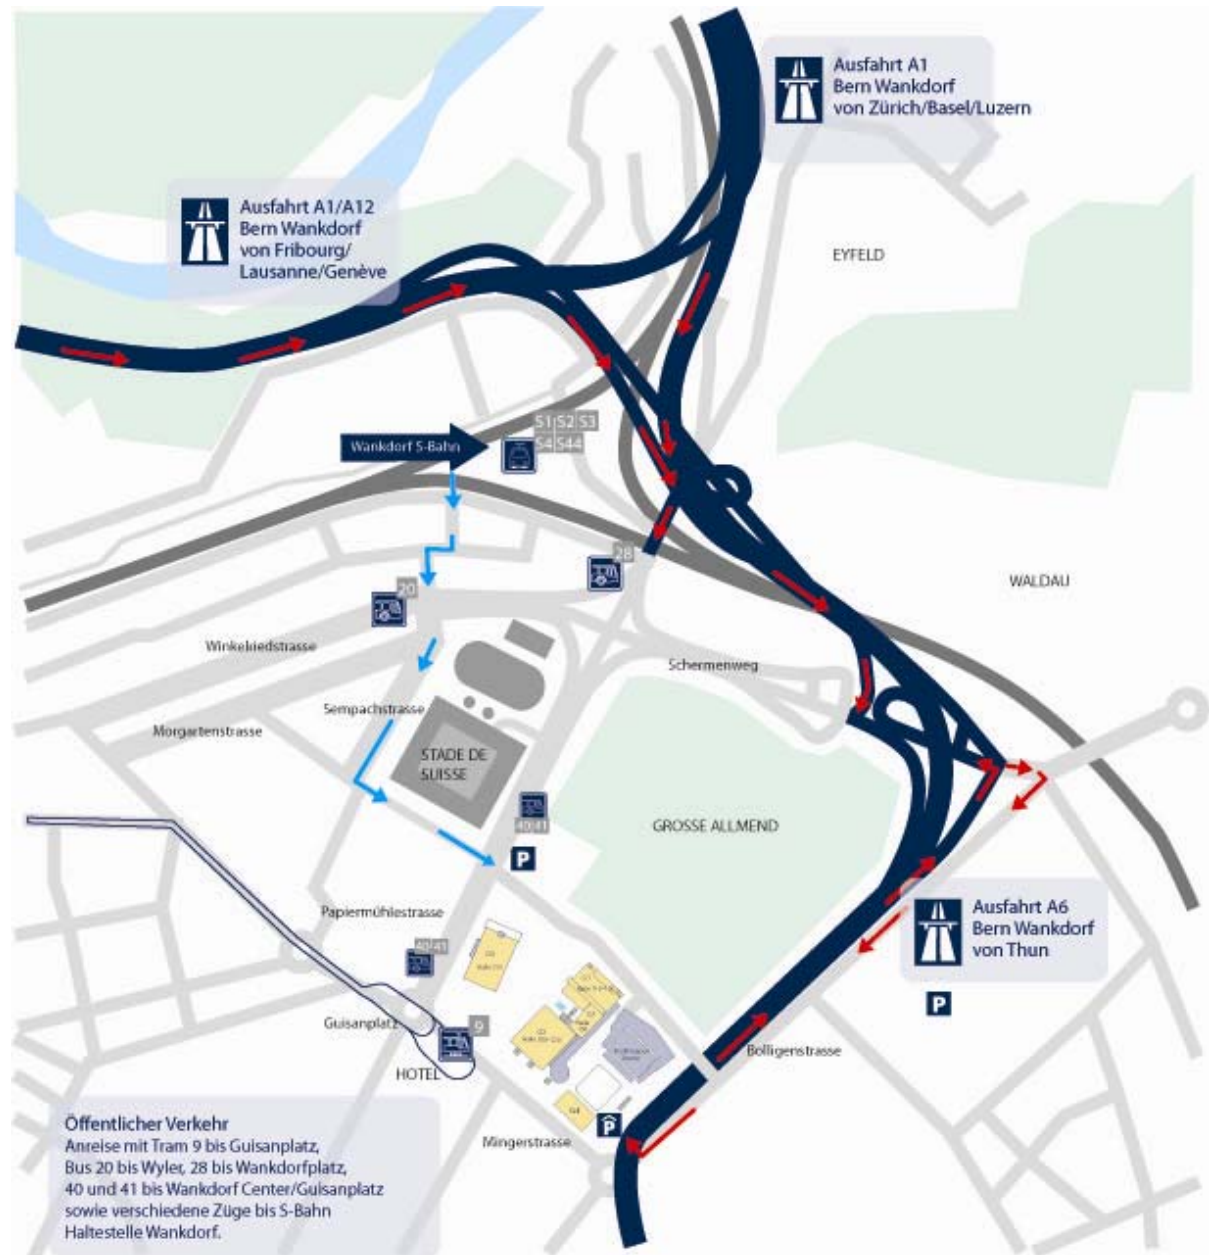 Ausfahrt A1
Bern Wankdorf
von Zürich/Basel/Luzern
Ausfahrt A1/A12
Bern Wankdorf
von Fribourg/
Lausanne/Genève
EYFELD
S1 S2 S3
S4 S44
Wankdorf S-Bahn
28
20
WALDAU
Winkelriedstrasse
Schermenweg
Sempachstrasse
Morgartenstrasse
STADE DE
SUISSE
40 41
GROSSE ALLMEND
P
Papiermühlestrasse
Ausfahrt A6
Bern Wankdorf
von Thun
40 41
P
Guisanplatz
9
Bolligenstrasse
HOTEL
P
Mingerstrasse
Öffentlicher Verkehr
Anreise mit Tram 9 bis Guisanplatz,
Bus 20 bis Wyler, 28 bis Wankdorfplatz,
40 und 41 bis Wankdorf Center/Guisanplatz
sowie verschiedene Züge bis S-Bahn
Haltestelle Wankdorf.